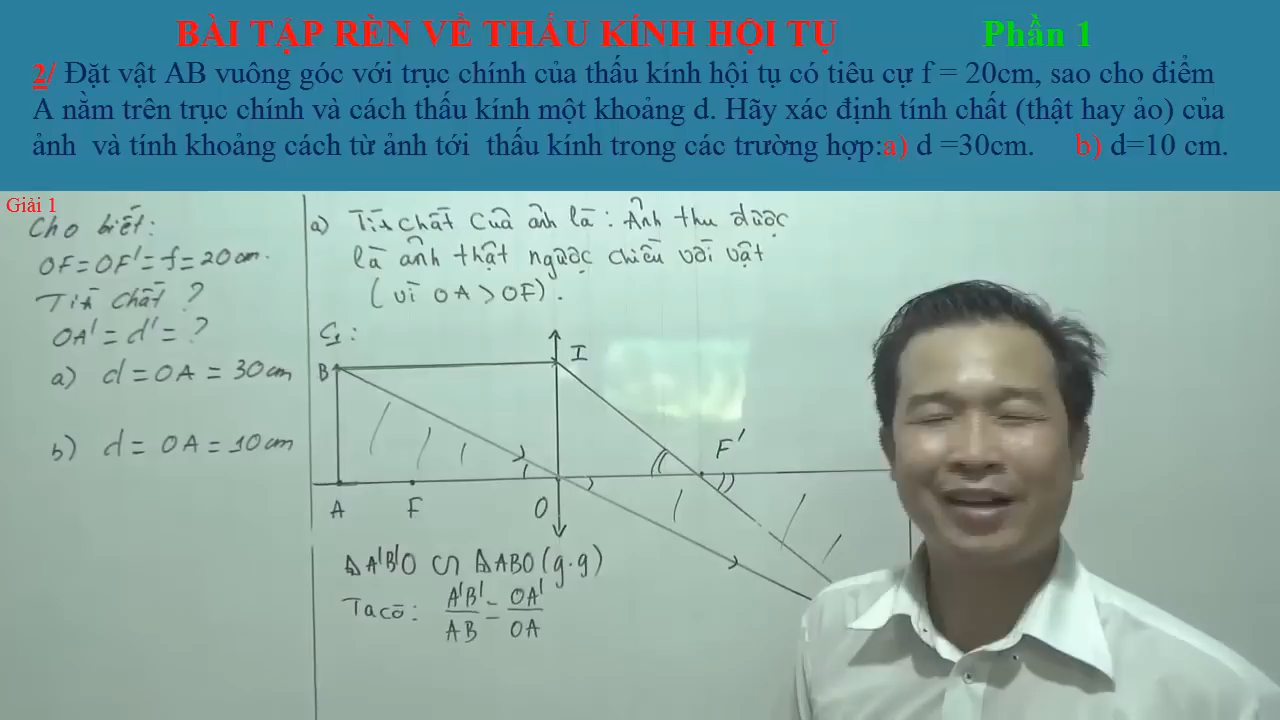 BÀI TẬP RÈN VỀ THẤU KÍNH HỘI TỤ Phần 1
2/ Đặt vật AB vuông góc với trục chính của thấu kính hội tụ có tiêu cự f = 20cm, sao cho điểm
A nằm trên trục chính và cách thấu kính một khoảng d. Hãy xác định tính chất (thật hay ảo) của
ảnh và tính khoảng cách từ ảnh tới thấu kính trong các trường hợp:a) d =30cm. b) d=10 cm.
Giải 1
Cho biết:
OF=OF'=f=20cm.
chất ?
OA'=d'=?
a) d=OA=30cm
b) d=OA=10cm
a) chất của ảnh là: Ảnh thu được
là ảnh thật ngược chiều với vật
(vì OA>OF).
B
I
F'
A
F
O
ΔA'B'O ∽ ΔABO(g.g)
Ta có: A'B'/AB = OA'/OA